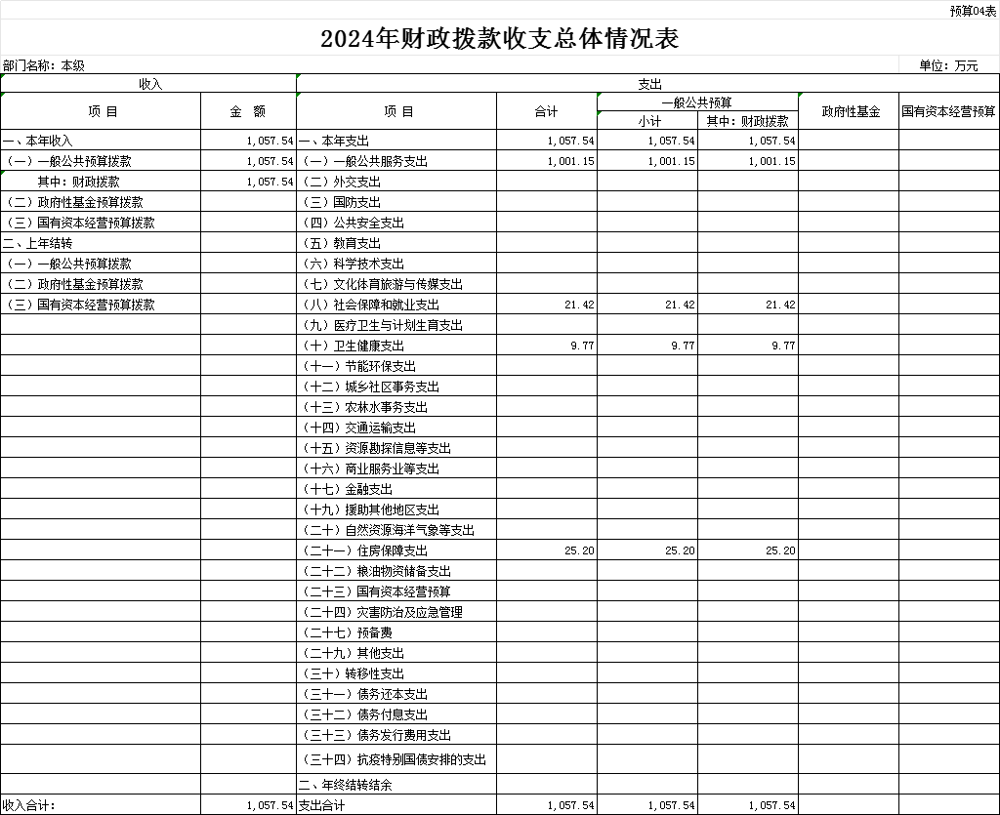 预算04表
2024年财政拨款收支总体情况表
部门名称：本级 单位：万元
收入 支出
项 目 金 额 项 目 合计 一般公共预算 政府性基金 国有资本经营预算
小计 其中：财政拨款
一、本年收入 1,057.54 一、本年支出 1,057.54 1,057.54 1,057.54
（一）一般公共预算拨款 1,057.54 （一）一般公共服务支出 1,001.15 1,001.15 1,001.15
其中：财政拨款 1,057.54 （二）外交支出
（二）政府性基金预算拨款 （三）国防支出
（三）国有资本经营预算拨款 （四）公共安全支出
二、上年结转 （五）教育支出
（一）一般公共预算拨款 （六）科学技术支出
（二）政府性基金预算拨款 （七）文化体育旅游与传媒支出
（三）国有资本经营预算拨款 （八）社会保障和就业支出 21.42 21.42 21.42
（九）医疗卫生与计划生育支出
（十）卫生健康支出 9.77 9.77 9.77
（十一）节能环保支出
（十二）城乡社区事务支出
（十三）农林水事务支出
（十四）交通运输支出
（十五）资源勘探信息等支出
（十六）商业服务业等支出
（十七）金融支出
（十九）援助其他地区支出
（二十）自然资源海洋气象等支出
（二十一）住房保障支出 25.20 25.20 25.20
（二十二）粮油物资储备支出
（二十三）国有资本经营预算
（二十四）灾害防治及应急管理
（二十七）预备费
（二十九）其他支出
（三十）转移性支出
（三十一）债务还本支出
（三十二）债务付息支出
（三十三）债务发行费用支出
（三十四）抗疫特别国债安排的支出
二、年终结转结余
收入合计： 1,057.54 支出合计 1,057.54 1,057.54 1,057.54